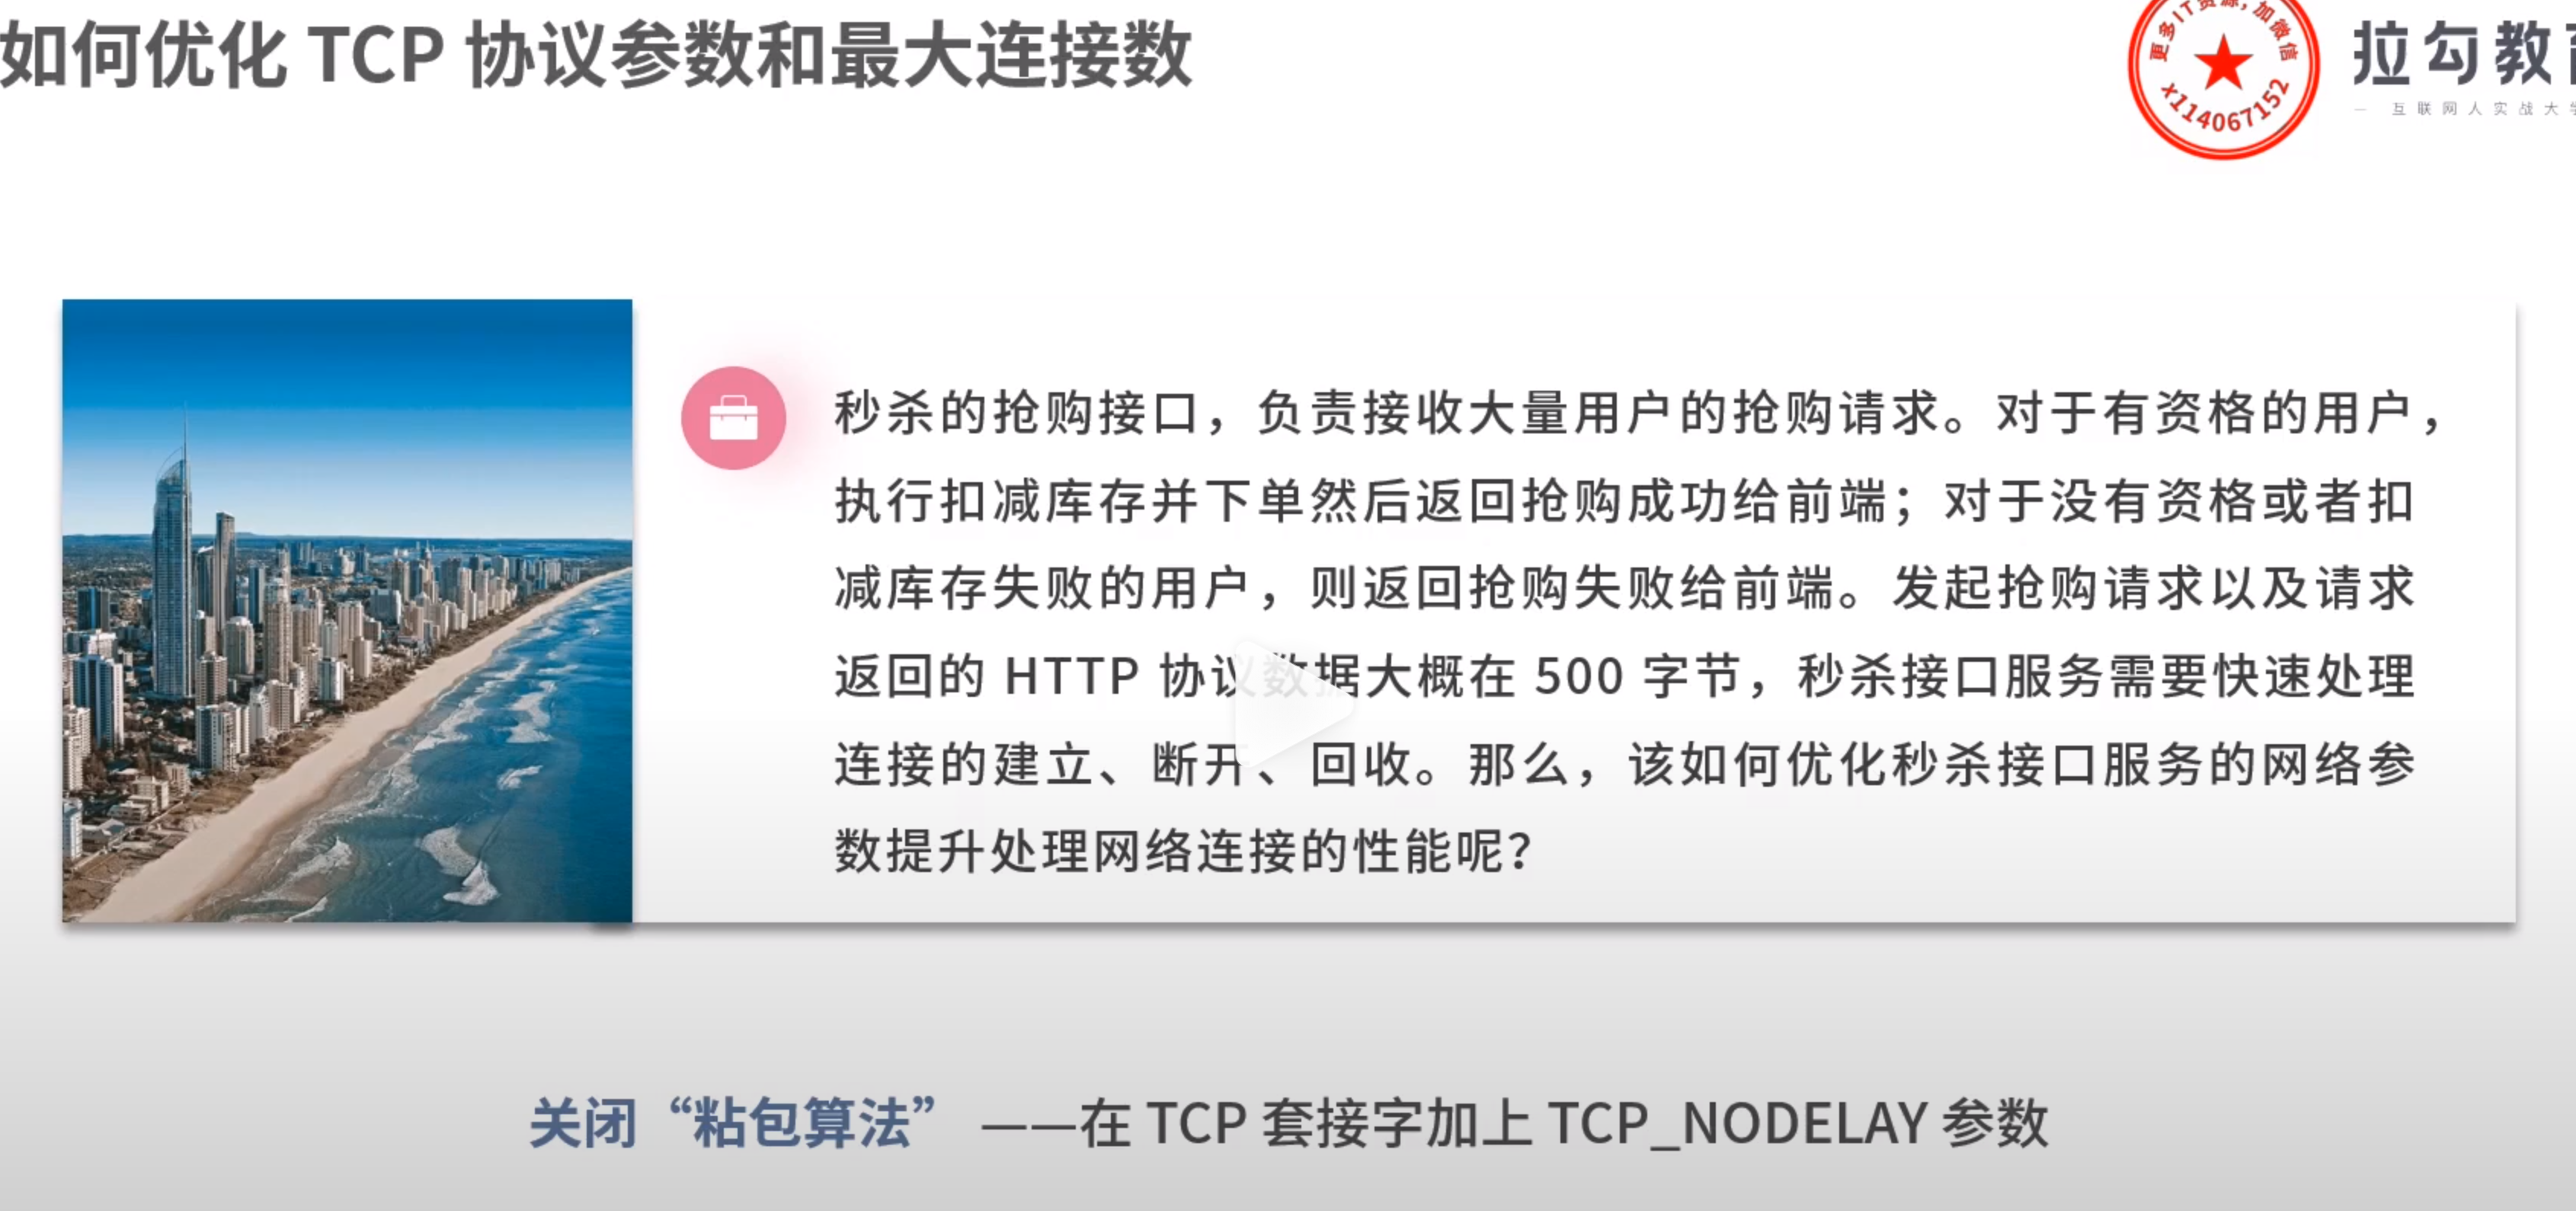 如何优化 TCP 协议参数和最大连接数
更多IT资源，加微信
x114067152
拉勾教育
— 互联网人实战大学
秒杀的抢购接口，负责接收大量用户的抢购请求。对于有资格的用户，
执行扣减库存并下单然后返回抢购成功给前端；对于没有资格或者扣
减库存失败的用户，则返回抢购失败给前端。发起抢购请求以及请求
返回的 HTTP 协议数据大概在 500 字节，秒杀接口服务需要快速处理
连接的建立、断开、回收。那么，该如何优化秒杀接口服务的网络参
数提升处理网络连接的性能呢？
关闭“粘包算法” ——在 TCP 套接字加上 TCP_NODELAY 参数